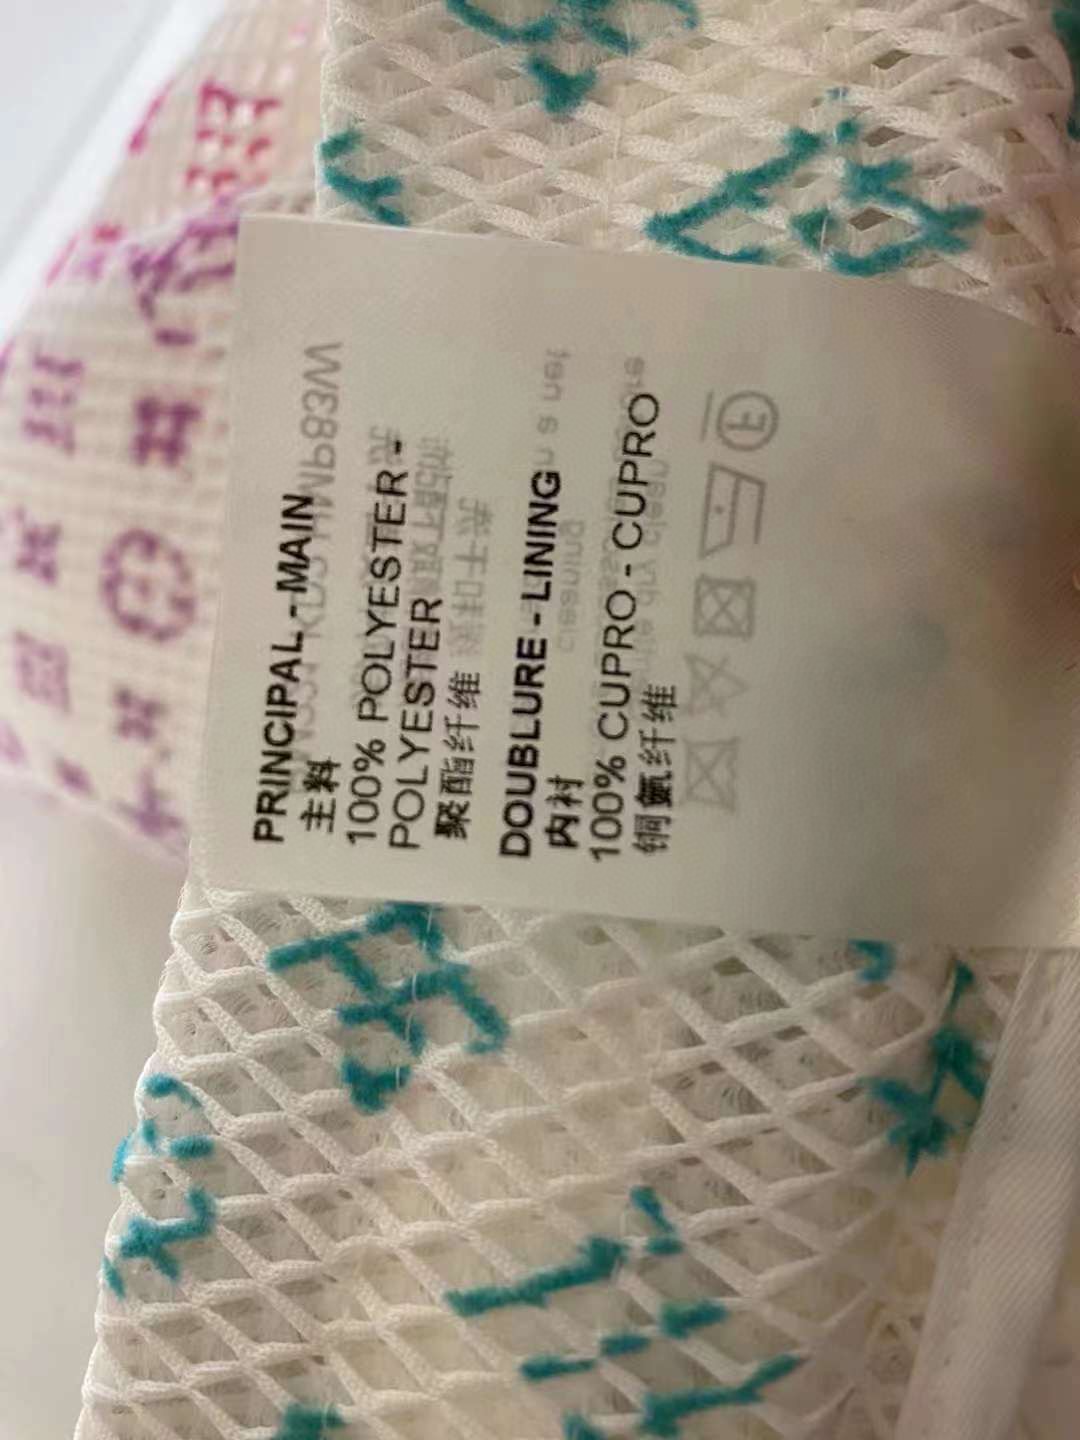 PRINCIPAL - MAIN
主料
100% POLYESTER -
POLYESTER
聚酯纤维
DOUBLURE - LINING
内衬
100% CUPRO - CUPRO
铜氨纤维